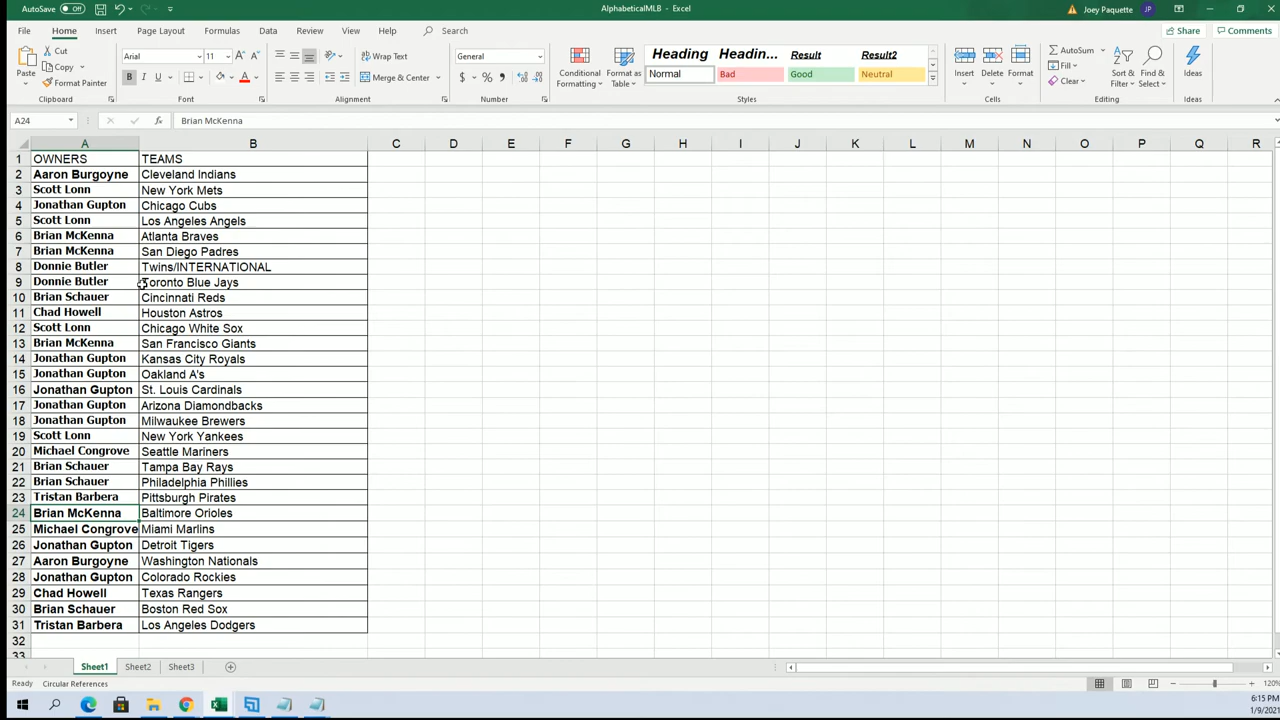 AutoSave Off AlphabeticalMLB - Excel Joey Paquette JP
File Home Insert Page Layout Formulas Data Review View Help Search Share Comments
Cut Arial 11 Wrap Text General Heading Headin... Result Result2 AutoSum
Copy Fill
Paste Format Painter Merge & Center Conditional Formatting Format as Table Normal Bad Good Neutral Insert Delete Format Clear Sort & Filter Find & Select Ideas
Clipboard Font Alignment Number Styles Cells Editing Ideas
A24 Brian McKenna
A B C D E F G H I J K L M N O P Q R
1 OWNERS TEAMS
2 Aaron Burgoyne Cleveland Indians
3 Scott Lonn New York Mets
4 Jonathan Gupton Chicago Cubs
5 Scott Lonn Los Angeles Angels
6 Brian McKenna Atlanta Braves
7 Brian McKenna San Diego Padres
8 Donnie Butler Twins/INTERNATIONAL
9 Donnie Butler Toronto Blue Jays
10 Brian Schauer Cincinnati Reds
11 Chad Howell Houston Astros
12 Scott Lonn Chicago White Sox
13 Brian McKenna San Francisco Giants
14 Jonathan Gupton Kansas City Royals
15 Jonathan Gupton Oakland A's
16 Jonathan Gupton St. Louis Cardinals
17 Jonathan Gupton Arizona Diamondbacks
18 Jonathan Gupton Milwaukee Brewers
19 Scott Lonn New York Yankees
20 Michael Congrove Seattle Mariners
21 Brian Schauer Tampa Bay Rays
22 Brian Schauer Philadelphia Phillies
23 Tristan Barbera Pittsburgh Pirates
24 Brian McKenna Baltimore Orioles
25 Michael Congrove Miami Marlins
26 Jonathan Gupton Detroit Tigers
27 Aaron Burgoyne Washington Nationals
28 Jonathan Gupton Colorado Rockies
29 Chad Howell Texas Rangers
30 Brian Schauer Boston Red Sox
31 Tristan Barbera Los Angeles Dodgers
32
33
Sheet1 Sheet2 Sheet3
Ready Circular References 120%
6:15 PM
1/9/2021